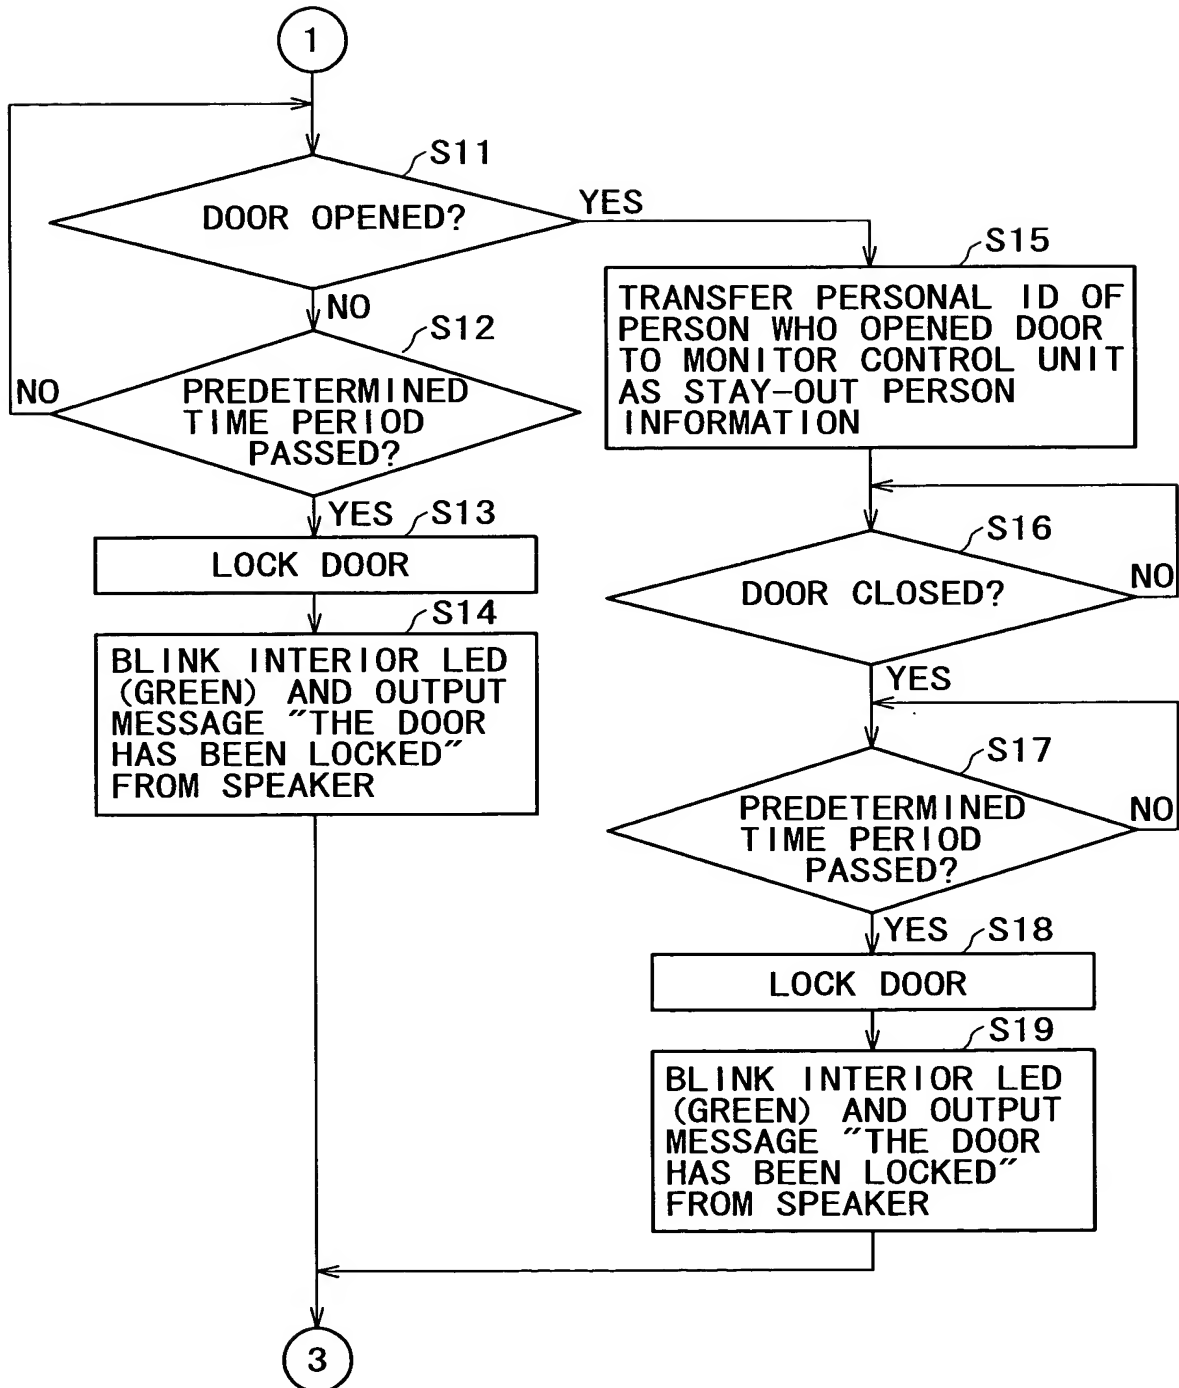 1
S11
DOOR OPENED?
YES
NO
S12
PREDETERMINED
TIME PERIOD
PASSED?
NO
YES
S13
LOCK DOOR
S14
BLINK INTERIOR LED
(GREEN) AND OUTPUT
MESSAGE "THE DOOR
HAS BEEN LOCKED"
FROM SPEAKER
S15
TRANSFER PERSONAL ID OF
PERSON WHO OPENED DOOR
TO MONITOR CONTROL UNIT
AS STAY-OUT PERSON
INFORMATION
S16
DOOR CLOSED?
NO
YES
S17
PREDETERMINED
TIME PERIOD
PASSED?
NO
YES
S18
LOCK DOOR
S19
BLINK INTERIOR LED
(GREEN) AND OUTPUT
MESSAGE "THE DOOR
HAS BEEN LOCKED"
FROM SPEAKER
3